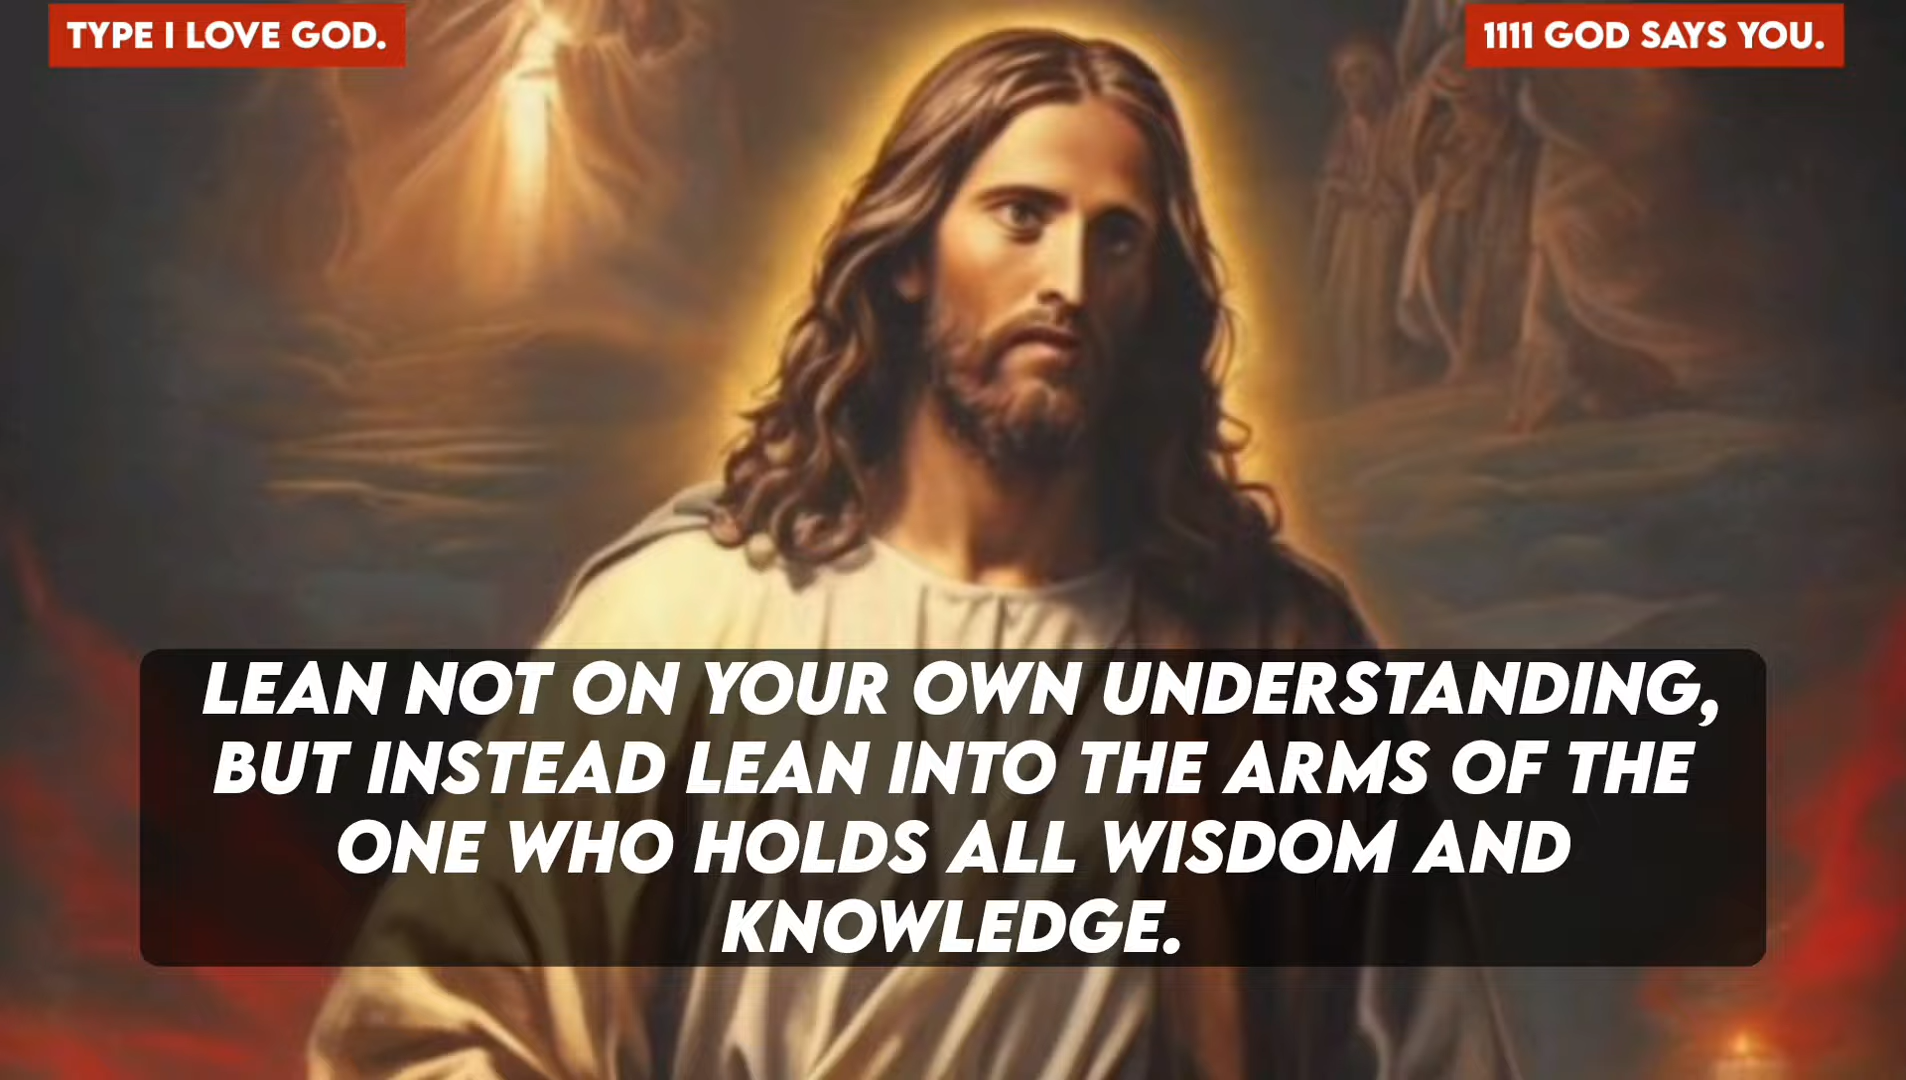 TYPE I LOVE GOD.
1111 GOD SAYS YOU.
LEAN NOT ON YOUR OWN UNDERSTANDING,
BUT INSTEAD LEAN INTO THE ARMS OF THE
ONE WHO HOLDS ALL WISDOM AND
KNOWLEDGE.